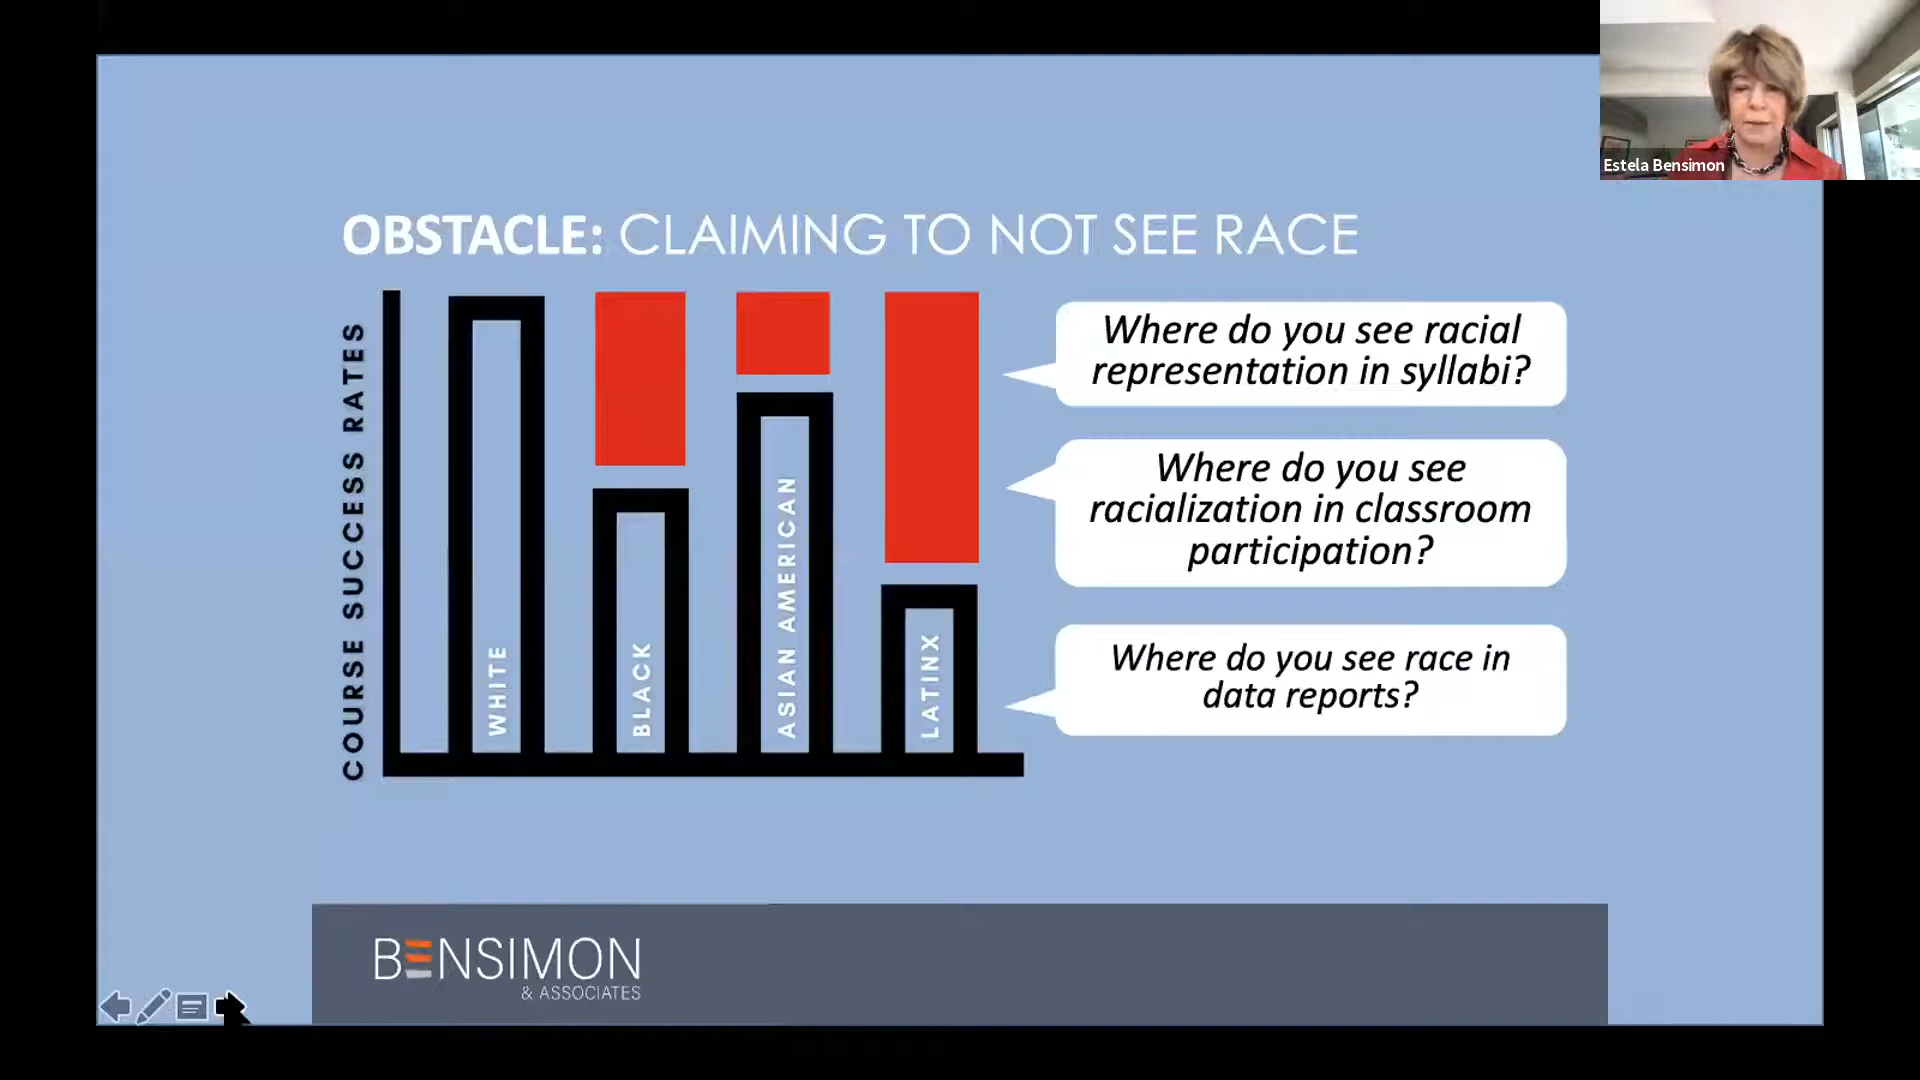 Estela Bensimon
OBSTACLE: CLAIMING TO NOT SEE RACE
COURSE SUCCESS RATES
WHITE
BLACK
ASIAN AMERICAN
LATINX
Where do you see racial
representation in syllabi?
Where do you see
racialization in classroom
participation?
Where do you see race in
data reports?
BENSIMON
& ASSOCIATES